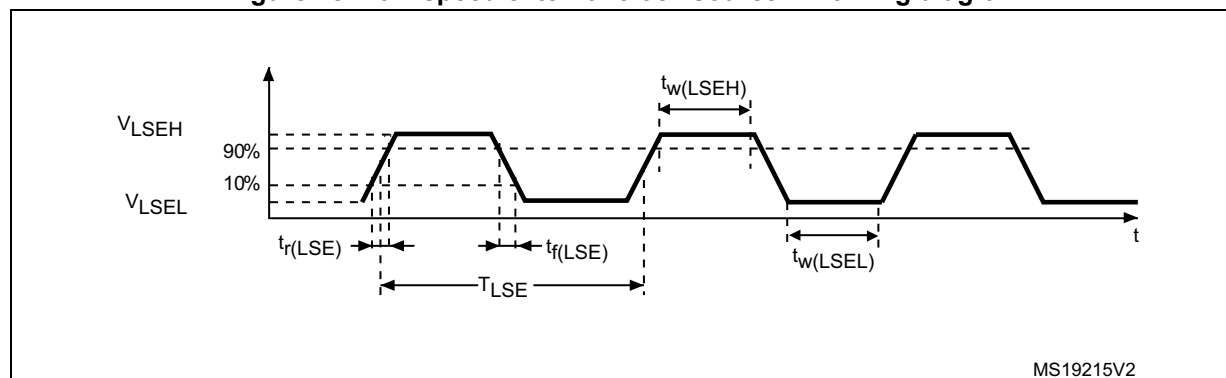 tw(LSEH)
VLSEH
90%
10%
VLSEL
tr(LSE)
tf(LSE)
t
tw(LSEL)
TLSE
MS19215V2